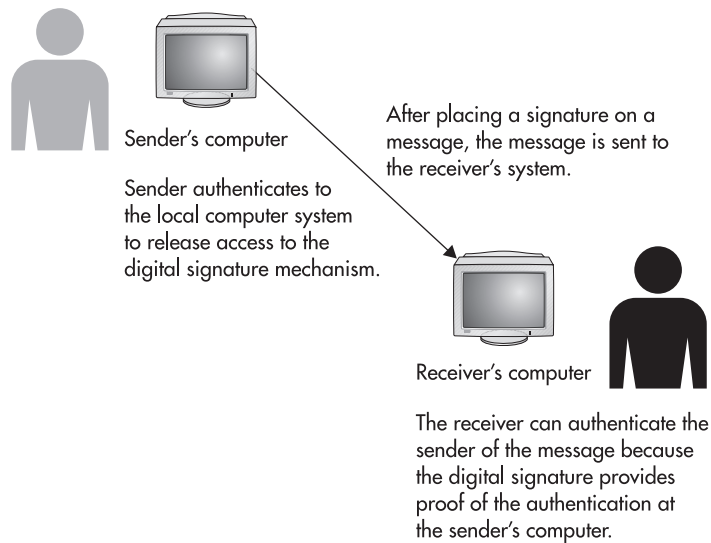 Sender's computer
Sender authenticates to
the local computer system
to release access to the
digital signature mechanism.
After placing a signature on a
message, the message is sent to
the receiver's system.
Receiver's computer
The receiver can authenticate the
sender of the message because
the digital signature provides
proof of the authentication at
the sender's computer.